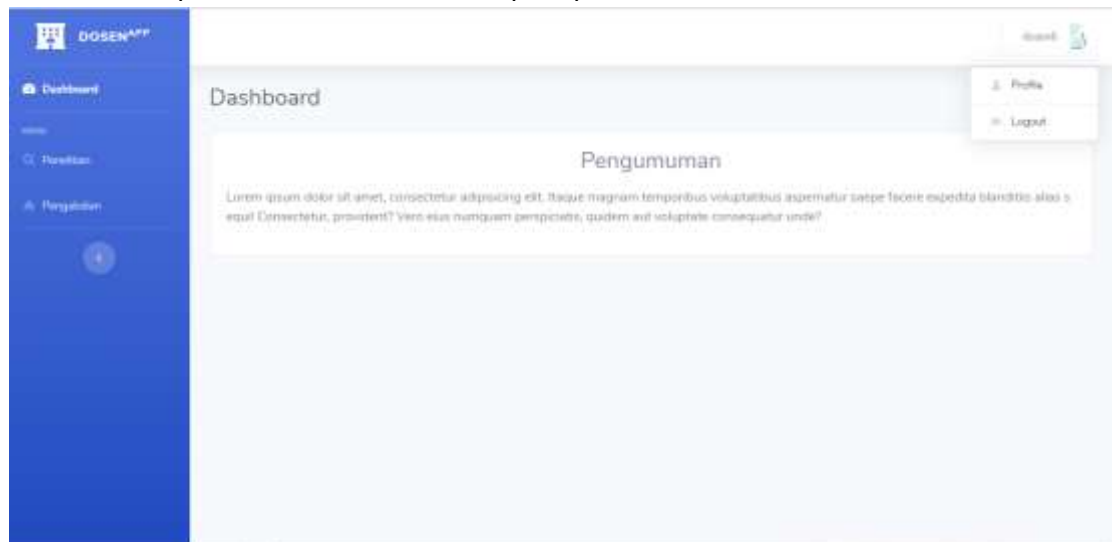 DOSENAPP
Dashboard
Penelitian
Pengabdian
Dashboard
Profile
Logout
Pengumuman
Lorem ipsum dolor sit amet, consectetur adipisicing elit. Itaque magnam temporibus voluptatibus aspernatur saepe facere expedita blanditiis alias s
equi! Consectetur, provident? Vero eius numquam perspiciatis, quidem aut voluptate consequatur unde?